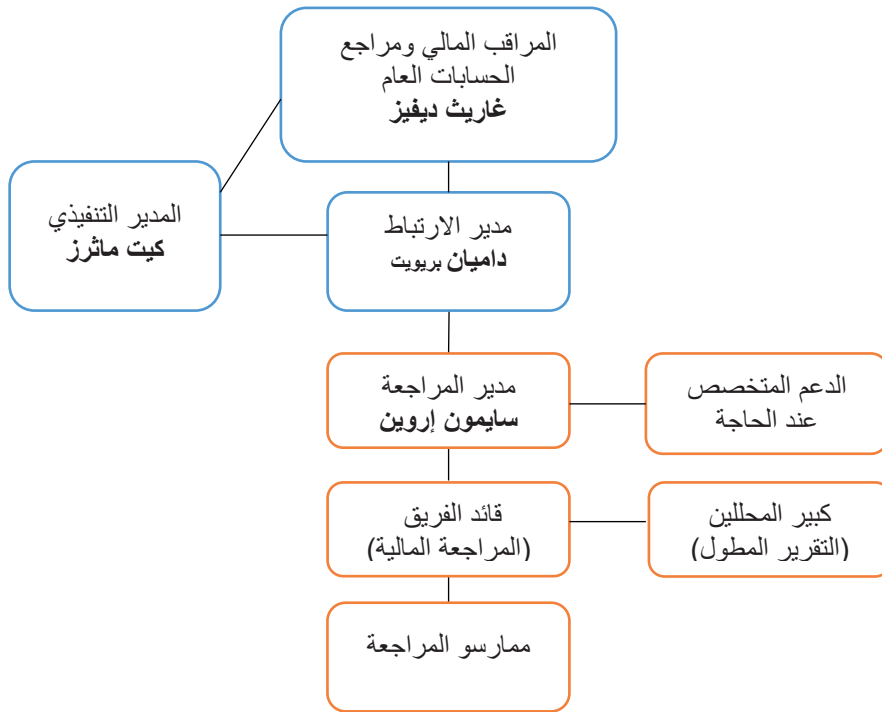 المراقب المالي ومراجع
الحسابات العام
غاريث ديفيز
المدير التنفيذي
كيت ماثرز
مدير الارتباط
داميان بريويت
مدير المراجعة
سايمون إروين
الدعم المتخصص
عند الحاجة
قائد الفريق
(المراجعة المالية)
كبير المحللين
(التقرير المطول)
ممارسو المراجعة